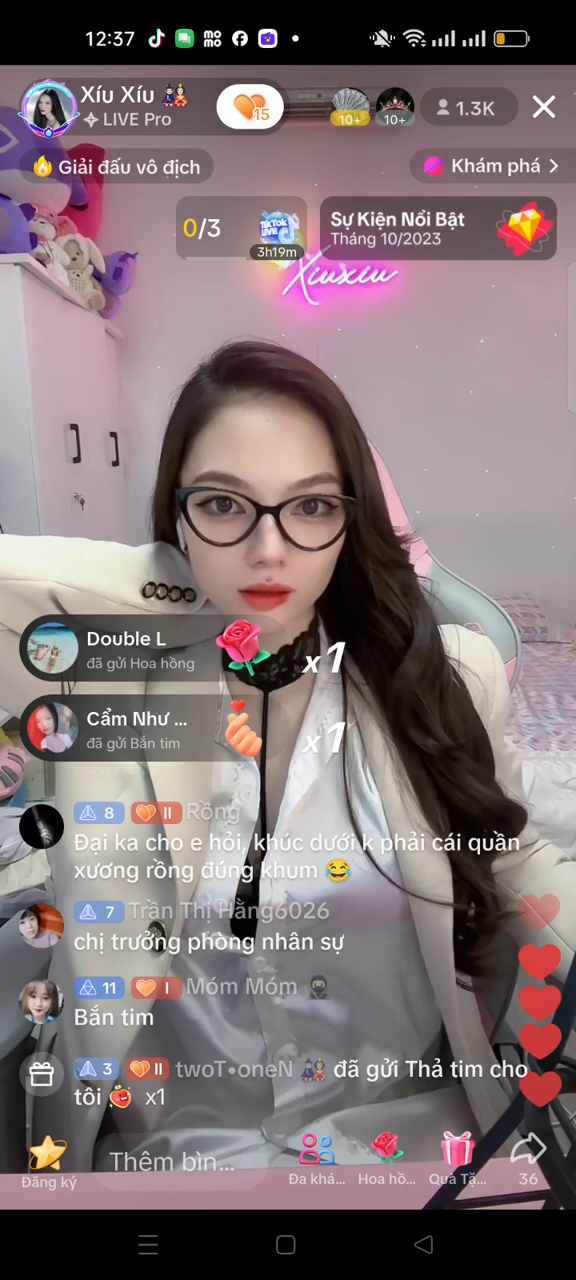 12:37
Xíu Xíu
LIVE Pro
15
10+
10+
1.3K
Giải đấu vô địch
Khám phá
0/3
TikTok LIVE
3h19m
Sự Kiện Nổi Bật
Tháng 10/2023
Xiuxiu
Double L
đã gửi Hoa hồng
x1
Cẩm Như ...
đã gửi Bắn tim
x1
8 II Rồng
Đại ka cho e hỏi, khúc dưới k phải cái quần
xương rồng đúng khum
7 Trần Thị Hằng6026
chị trưởng phòng nhân sự
11 I Móm Móm
Bắn tim
3 II twoT•oneN đã gửi Thả tim cho
tôi x1
Đăng ký
Thêm bìn...
Đa khá...
Hoa hồ...
Quà Tặ...
36